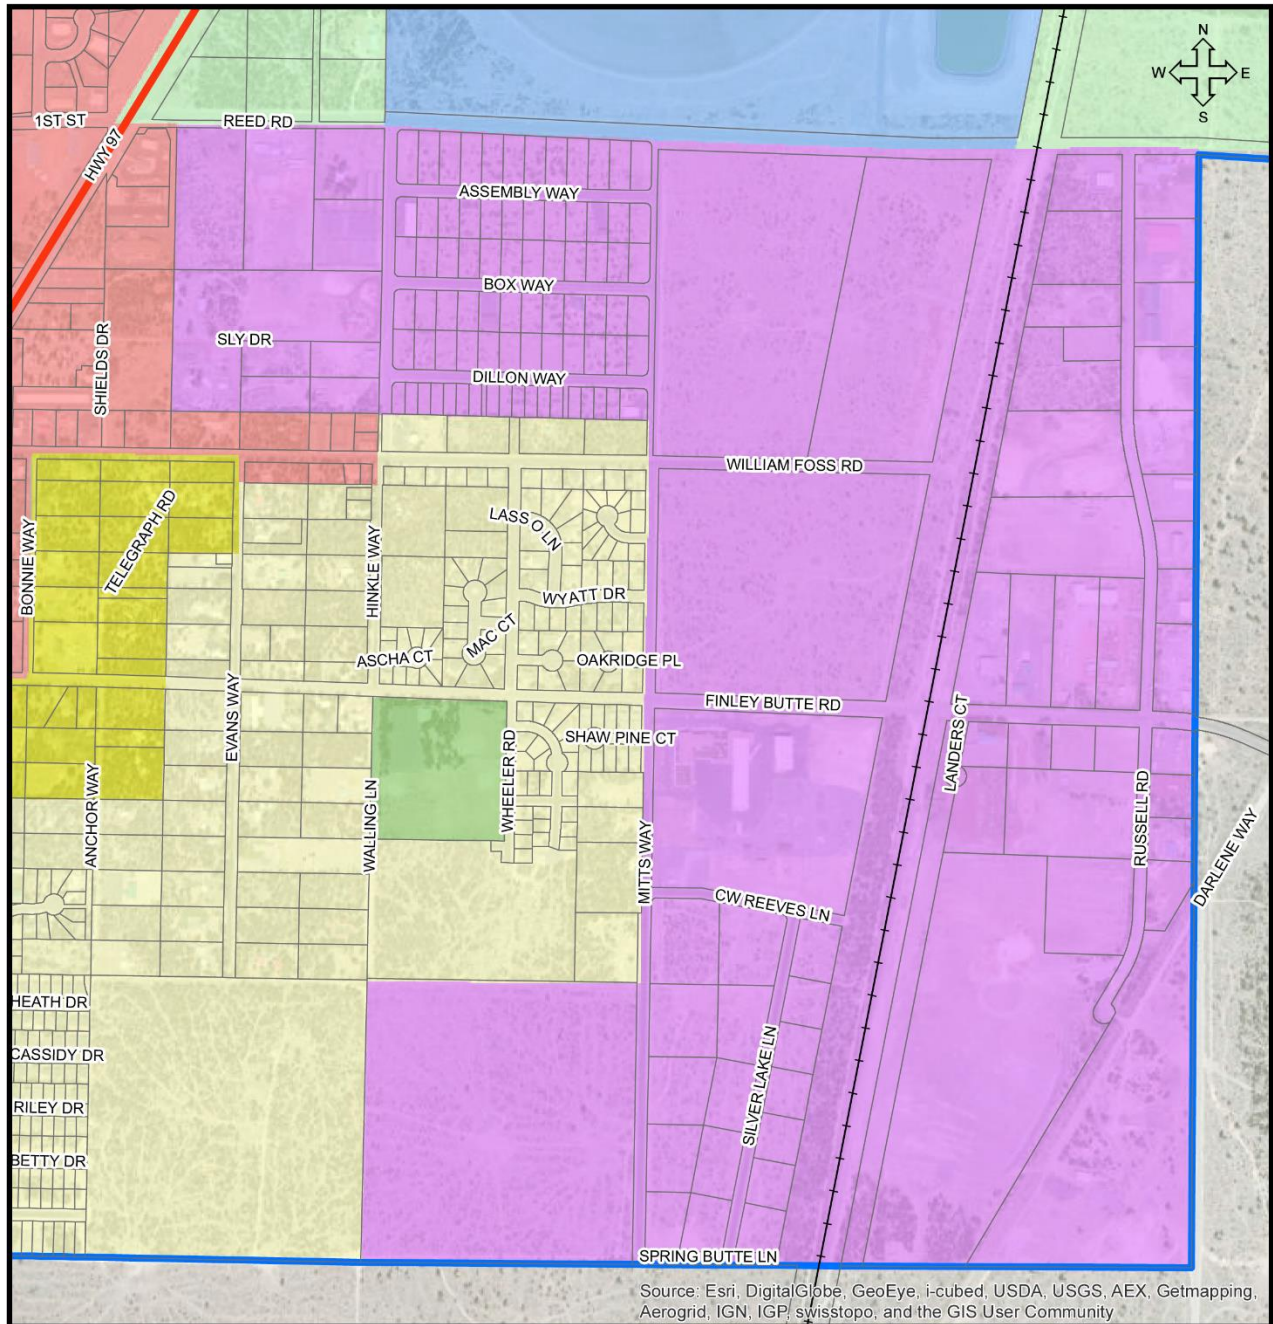 N
W E
S
1ST ST
REED RD
HWY 97
ASSEMBLY WAY
BOX WAY
SLY DR
SHIELDS DR
DILLON WAY
WILLIAM FOSS RD
BONNIE WAY
TELEGRAPH RD
HINKLE WAY
LASS O LN
WYATT DR
MAC CT
ASCHA CT
OAKRIDGE PL
EVANS WAY
FINLEY BUTTE RD
LANDERS CT
SHAW PINE CT
WHEELER RD
ANCHOR WAY
WALLING LN
MITTS WAY
RUSSELL RD
DARLENE WAY
CW REEVES LN
HEATH DR
CASSIDY DR
SILVER LAKE LN
RILEY DR
BETTY DR
SPRING BUTTE LN
Source: Esri, DigitalGlobe, GeoEye, i-cubed, USDA, USGS, AEX, Getmapping,
Aerogrid, IGN, IGP, swisstopo, and the GIS User Community